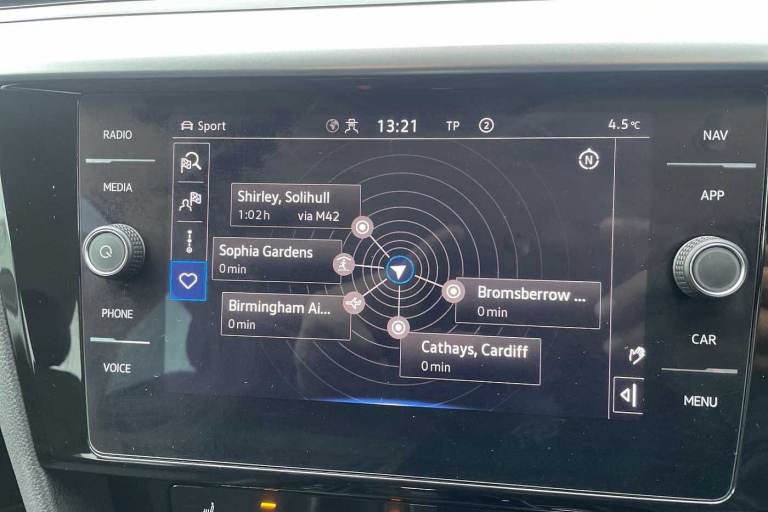 RADIO
MEDIA
PHONE
VOICE
Sport
13:21
TP
2
4.5°C
N
Shirley, Solihull
1:02h via M42
Sophia Gardens
0 min
Birmingham Ai...
0 min
Bromsberrow ...
0 min
Cathays, Cardiff
0 min
NAV
APP
CAR
MENU